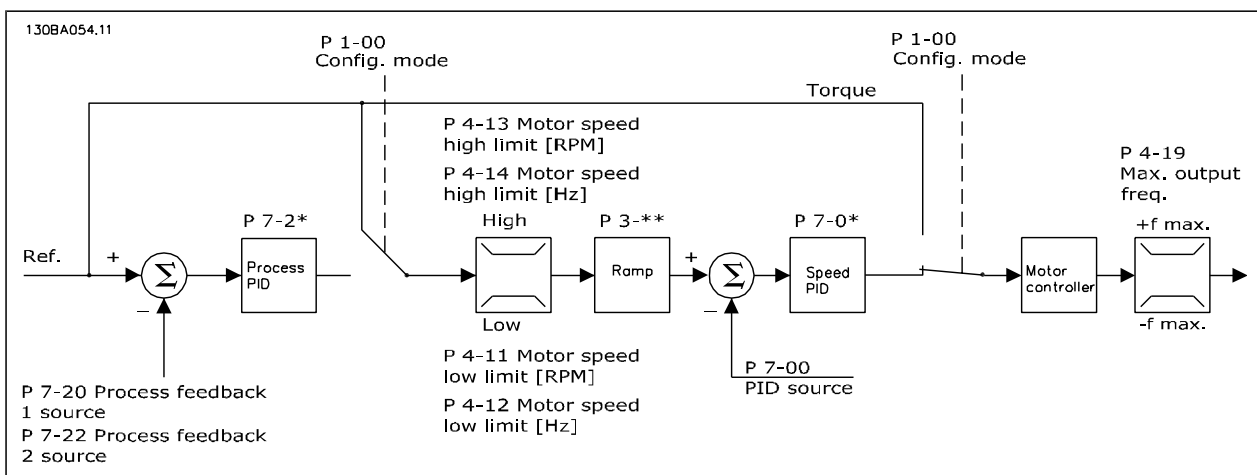 130BA054.11
P 1-00
Config. mode
P 1-00
Config. mode
Torque
P 4-13 Motor speed
high limit [RPM]
P 4-14 Motor speed
high limit [Hz]
P 4-19
Max. output
freq.
P 7-2*
High
P 3-**
P 7-0*
+f max.
Ref.
+
Σ
Process
PID
Ramp
+
Σ
Speed
PID
Motor
controller
−
Low
−
-f max.
P 4-11 Motor speed
low limit [RPM]
P 4-12 Motor speed
low limit [Hz]
P 7-00
PID source
P 7-20 Process feedback
1 source
P 7-22 Process feedback
2 source